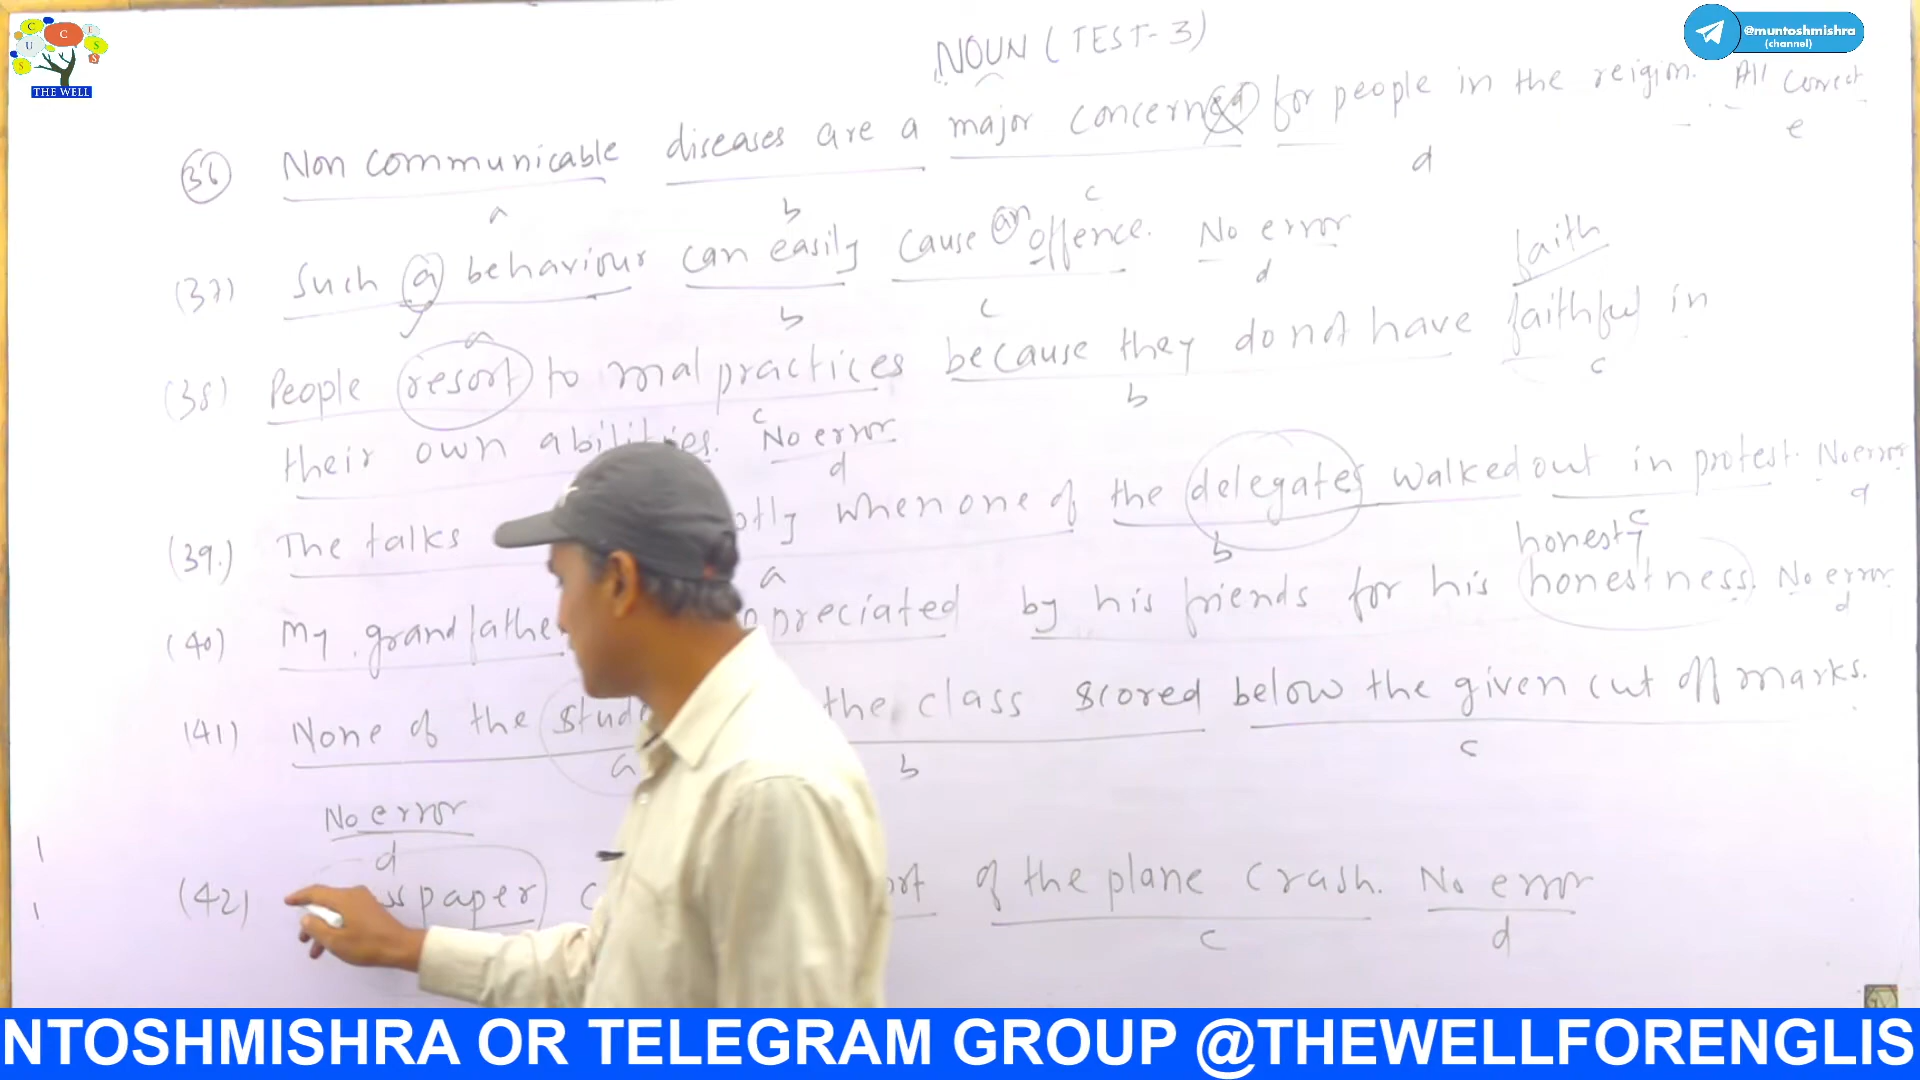 S U C C E S S
THE WELL
@muntoshmishra
(channel)
NOUN (TEST-3)
(36) Non communicable diseases are a major concerned for people in the reigion. All correct
a b c d e
(37) Such a behaviour can easily cause an offence. No error
a b c d
faith
(38) People resort to malpractices because they do not have faithful in
b c
their own abilities. No error
c d
(39.) The talks when one of the delegates walked out in protest. No error
a b c d
honesty
(40) My grandfather by his friends for his honestness. No error
d
(41) None of the the class scored below the given cut off marks.
a b c
No error
d
(42) paper of the plane crash. No error
c d
NTOSHMISHRA OR TELEGRAM GROUP @THEWELLFORENGLIS